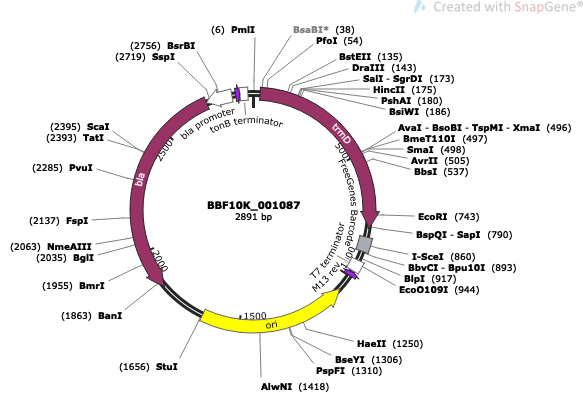 Created with SnapGene®
(6) PmlI
BsaBI* (38)
PfoI (54)
BstEII (135)
DraIII (143)
SalI - SgrDI (173)
HincII (175)
PshAI (180)
BsiWI (186)
AvaI - BsoBI - TspMI - XmaI (496)
BmeT110I (497)
SmaI (498)
AvrII (505)
BbsI (537)
EcoRI (743)
BspQI - SapI (790)
I-SceI (860)
BbvCI - Bpu10I (893)
BlpI (917)
EcoO109I (944)
HaeII (1250)
BseYI (1306)
PspFI (1310)
AlwNI (1418)
(1656) StuI
(1863) BanI
(1955) BmrI
(2035) BglI
(2063) NmeAIII
(2137) FspI
(2285) PvuI
(2393) TatI
(2395) ScaI
(2719) SspI
(2756) BsrBI
bla promoter
tonB terminator
trmD
FreeGenes Barcode
T7 terminator
M13 rev
ori
bla
500
1500
2000
2500
BBF10K_001087
2891 bp